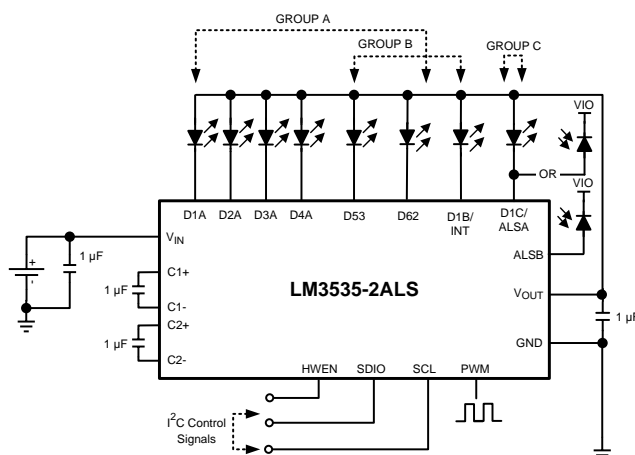 GROUP A
GROUP B
GROUP C
VIO
OR
VIO
D1A D2A D3A D4A D53 D62 D1B/ INT D1C/ ALSA
VIN
ALSB
1 µF
+
-
C1+
1 µF
C1-
LM3535-2ALS
VOUT
C2+
1 µF
1 µF
C2-
GND
HWEN SDIO SCL PWM
I²C Control
Signals